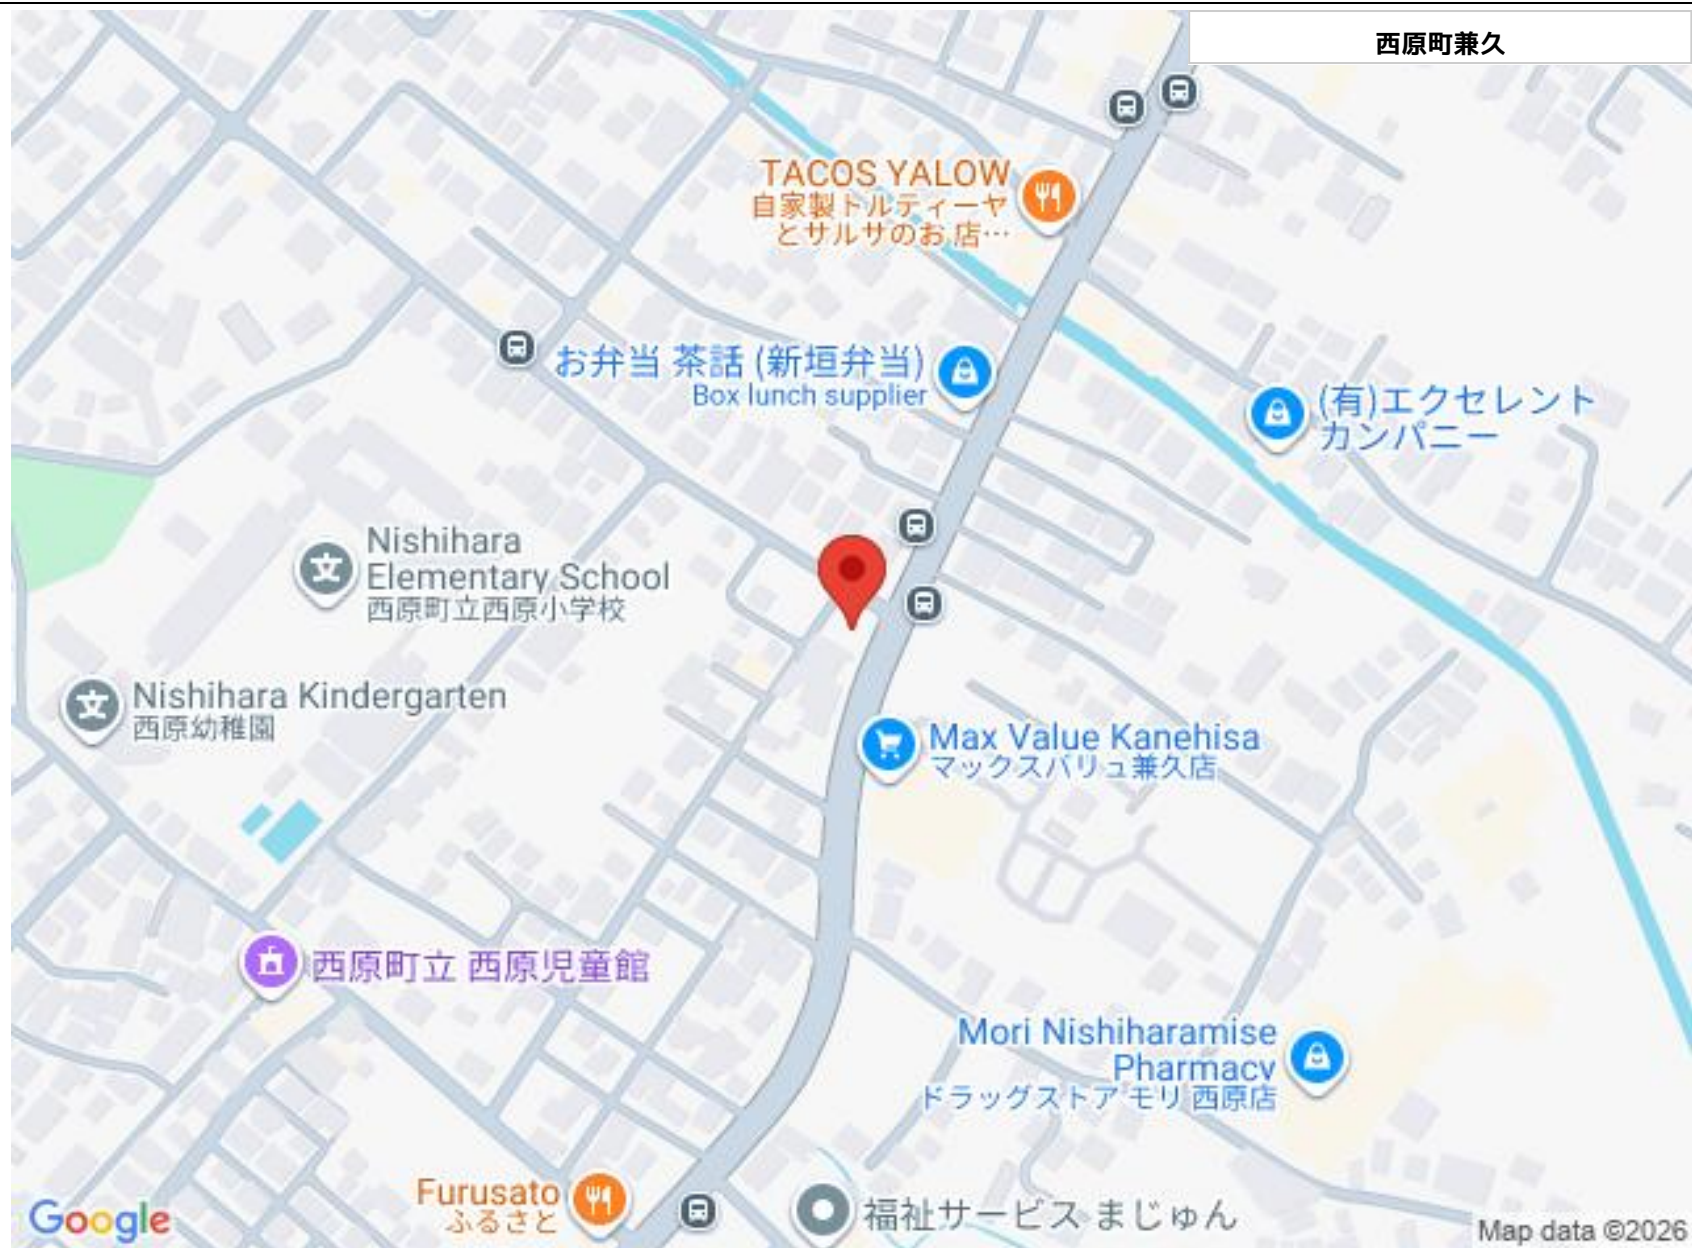 西原町兼久
TACOS YALOW
自家製トルティーヤ
とサルサのお 店…
お弁当 茶話 (新垣弁当)
Box lunch supplier
(有)エクセレント
カンパニー
Nishihara
Elementary School
西原町立西原小学校
文
Nishihara Kindergarten
西原幼稚園
文
Max Value Kanehisa
マックスバリュ兼久店
西原町立 西原児童館
Mori Nishiharamise
Pharmacy
ドラッグストア モリ 西原店
Furusato
ふるさと
福祉サービス まじゅん
Google
Map data ©2026